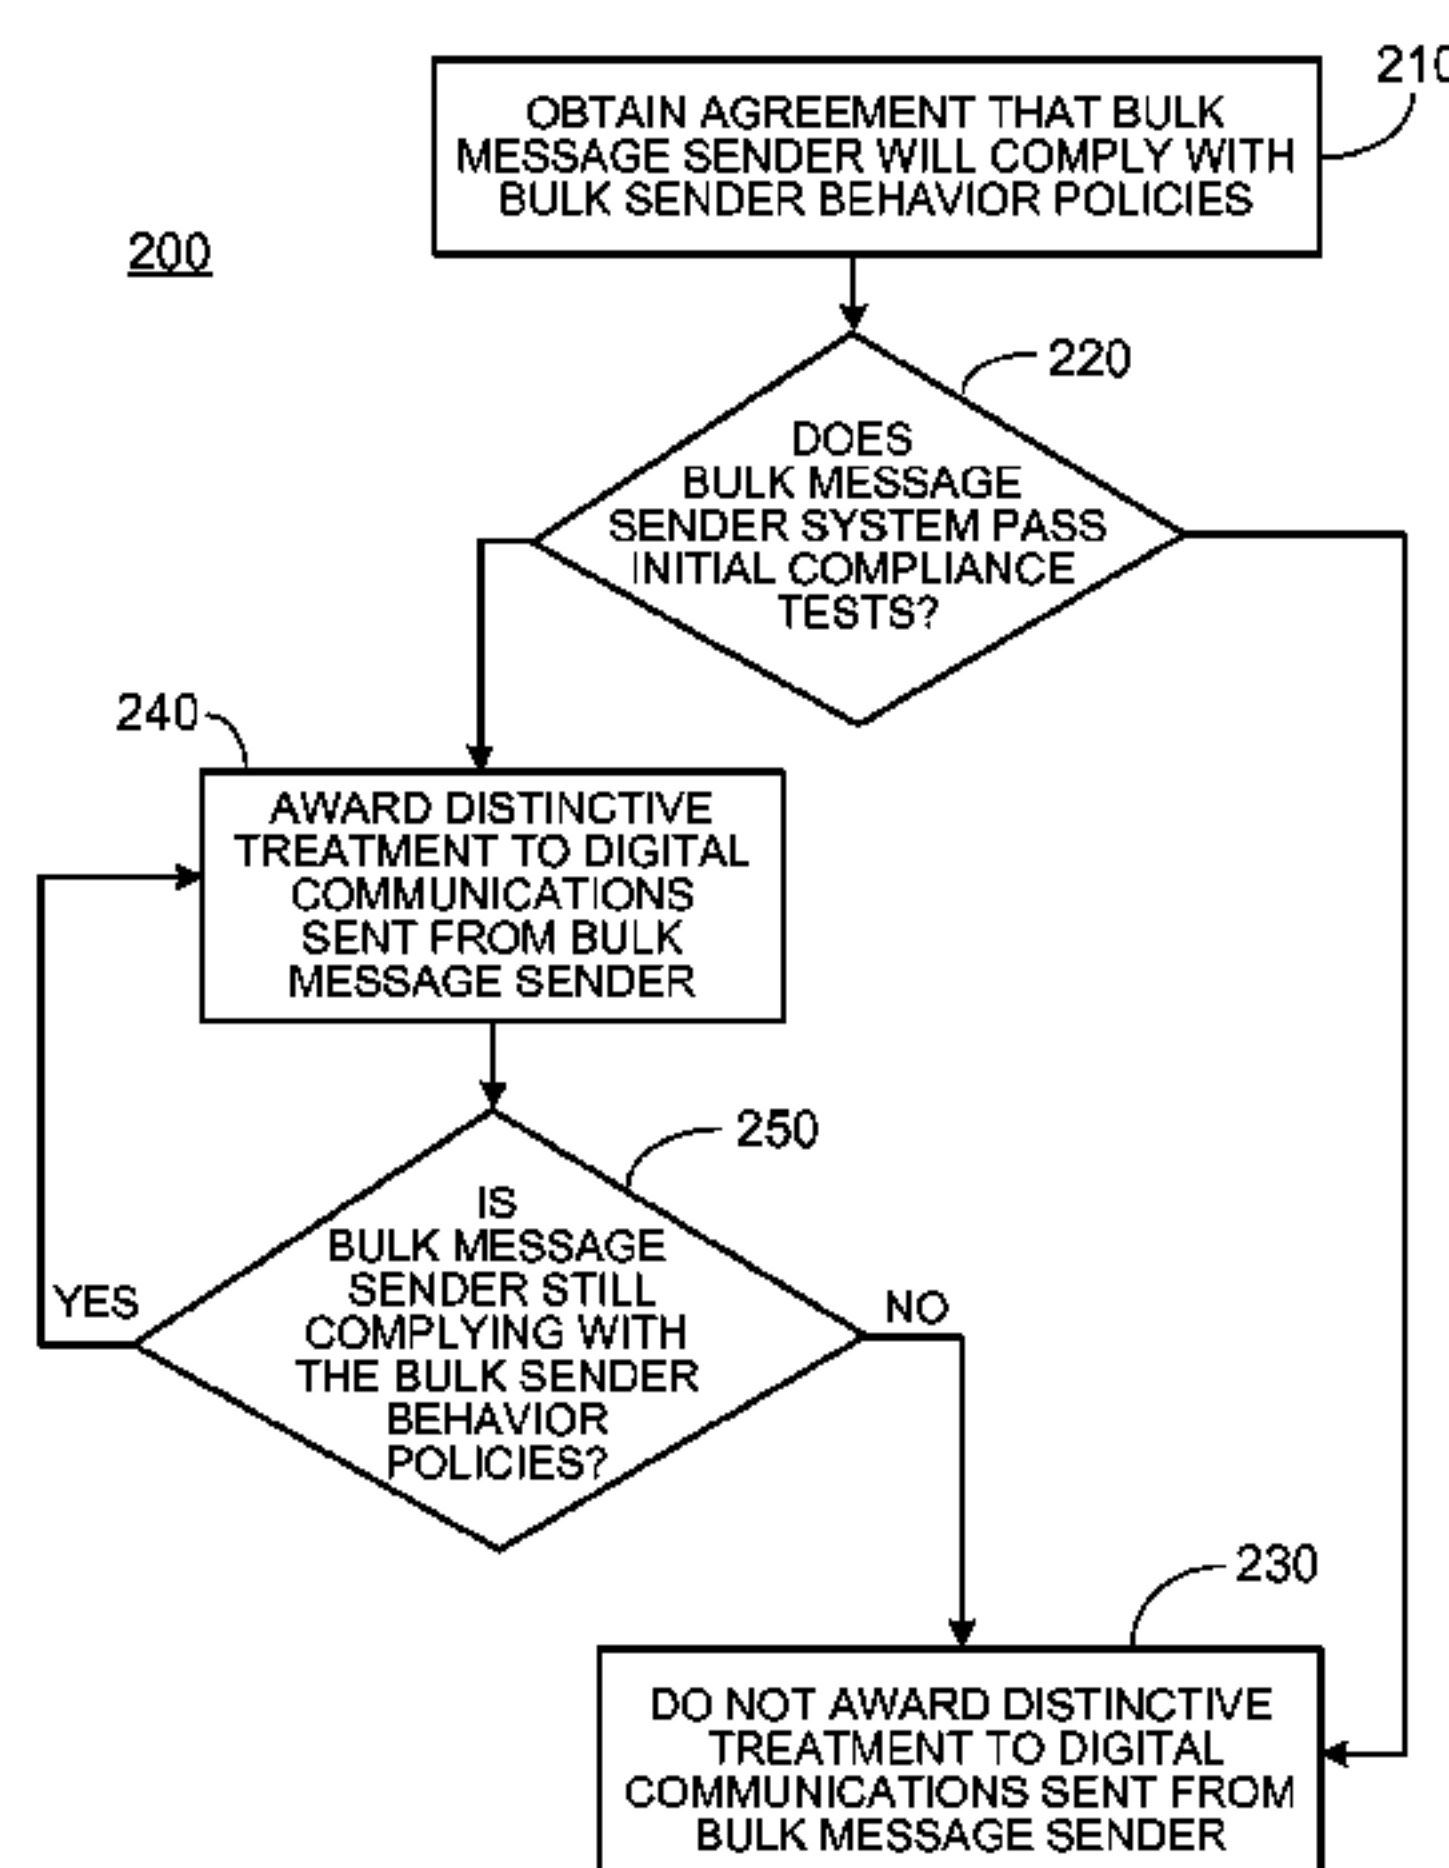 210
OBTAIN AGREEMENT THAT BULK
MESSAGE SENDER WILL COMPLY WITH
BULK SENDER BEHAVIOR POLICIES
200
220
DOES
BULK MESSAGE
SENDER SYSTEM PASS
INITIAL COMPLIANCE
TESTS?
240
AWARD DISTINCTIVE
TREATMENT TO DIGITAL
COMMUNICATIONS
SENT FROM BULK
MESSAGE SENDER
250
IS
BULK MESSAGE
SENDER STILL
COMPLYING WITH
THE BULK SENDER
BEHAVIOR
POLICIES?
YES
NO
230
DO NOT AWARD DISTINCTIVE
TREATMENT TO DIGITAL
COMMUNICATIONS SENT FROM
BULK MESSAGE SENDER